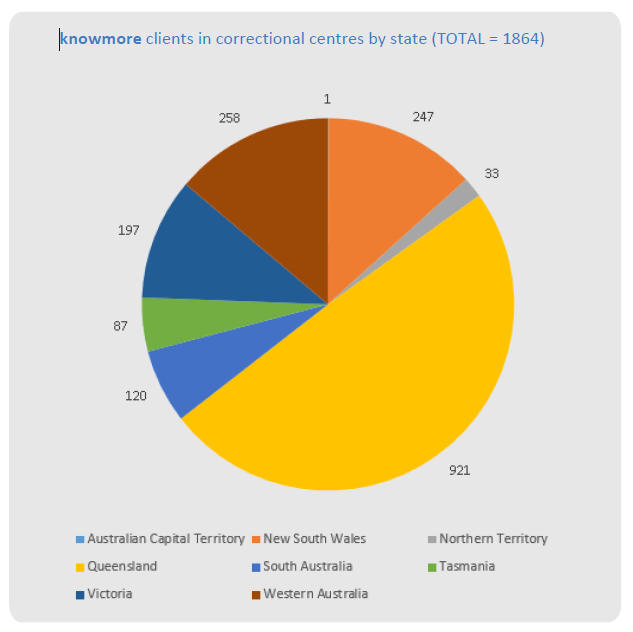 knowmore clients in correctional centres by state (TOTAL = 1864)
1
258
247
33
197
87
120
921
Australian Capital Territory New South Wales Northern Territory
Queensland South Australia Tasmania
Victoria Western Australia